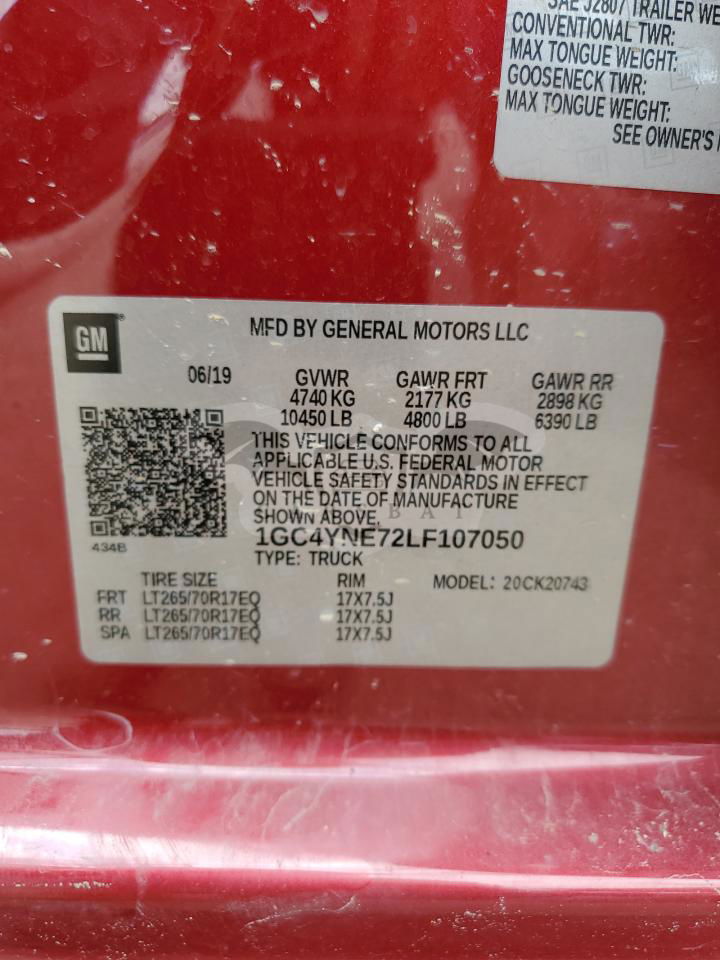 SAE J2807 TRAILER WE
CONVENTIONAL TWR:
MAX TONGUE WEIGHT:
GOOSENECK TWR:
MAX TONGUE WEIGHT:
SEE OWNER'S
GM
MFD BY GENERAL MOTORS LLC
06/19 GVWR GAWR FRT GAWR RR
4740 KG 2177 KG 2898 KG
10450 LB 4800 LB 6390 LB
THIS VEHICLE CONFORMS TO ALL
APPLICABLE U.S. FEDERAL MOTOR
VEHICLE SAFETY STANDARDS IN EFFECT
ON THE DATE OF MANUFACTURE
SHOWN ABOVE.
1GC4YNE72LF107050
434B
TYPE: TRUCK
TIRE SIZE RIM MODEL: 20CK20743
FRT LT265/70R17EQ 17X7.5J
RR LT265/70R17EQ 17X7.5J
SPA LT265/70R17EQ 17X7.5J